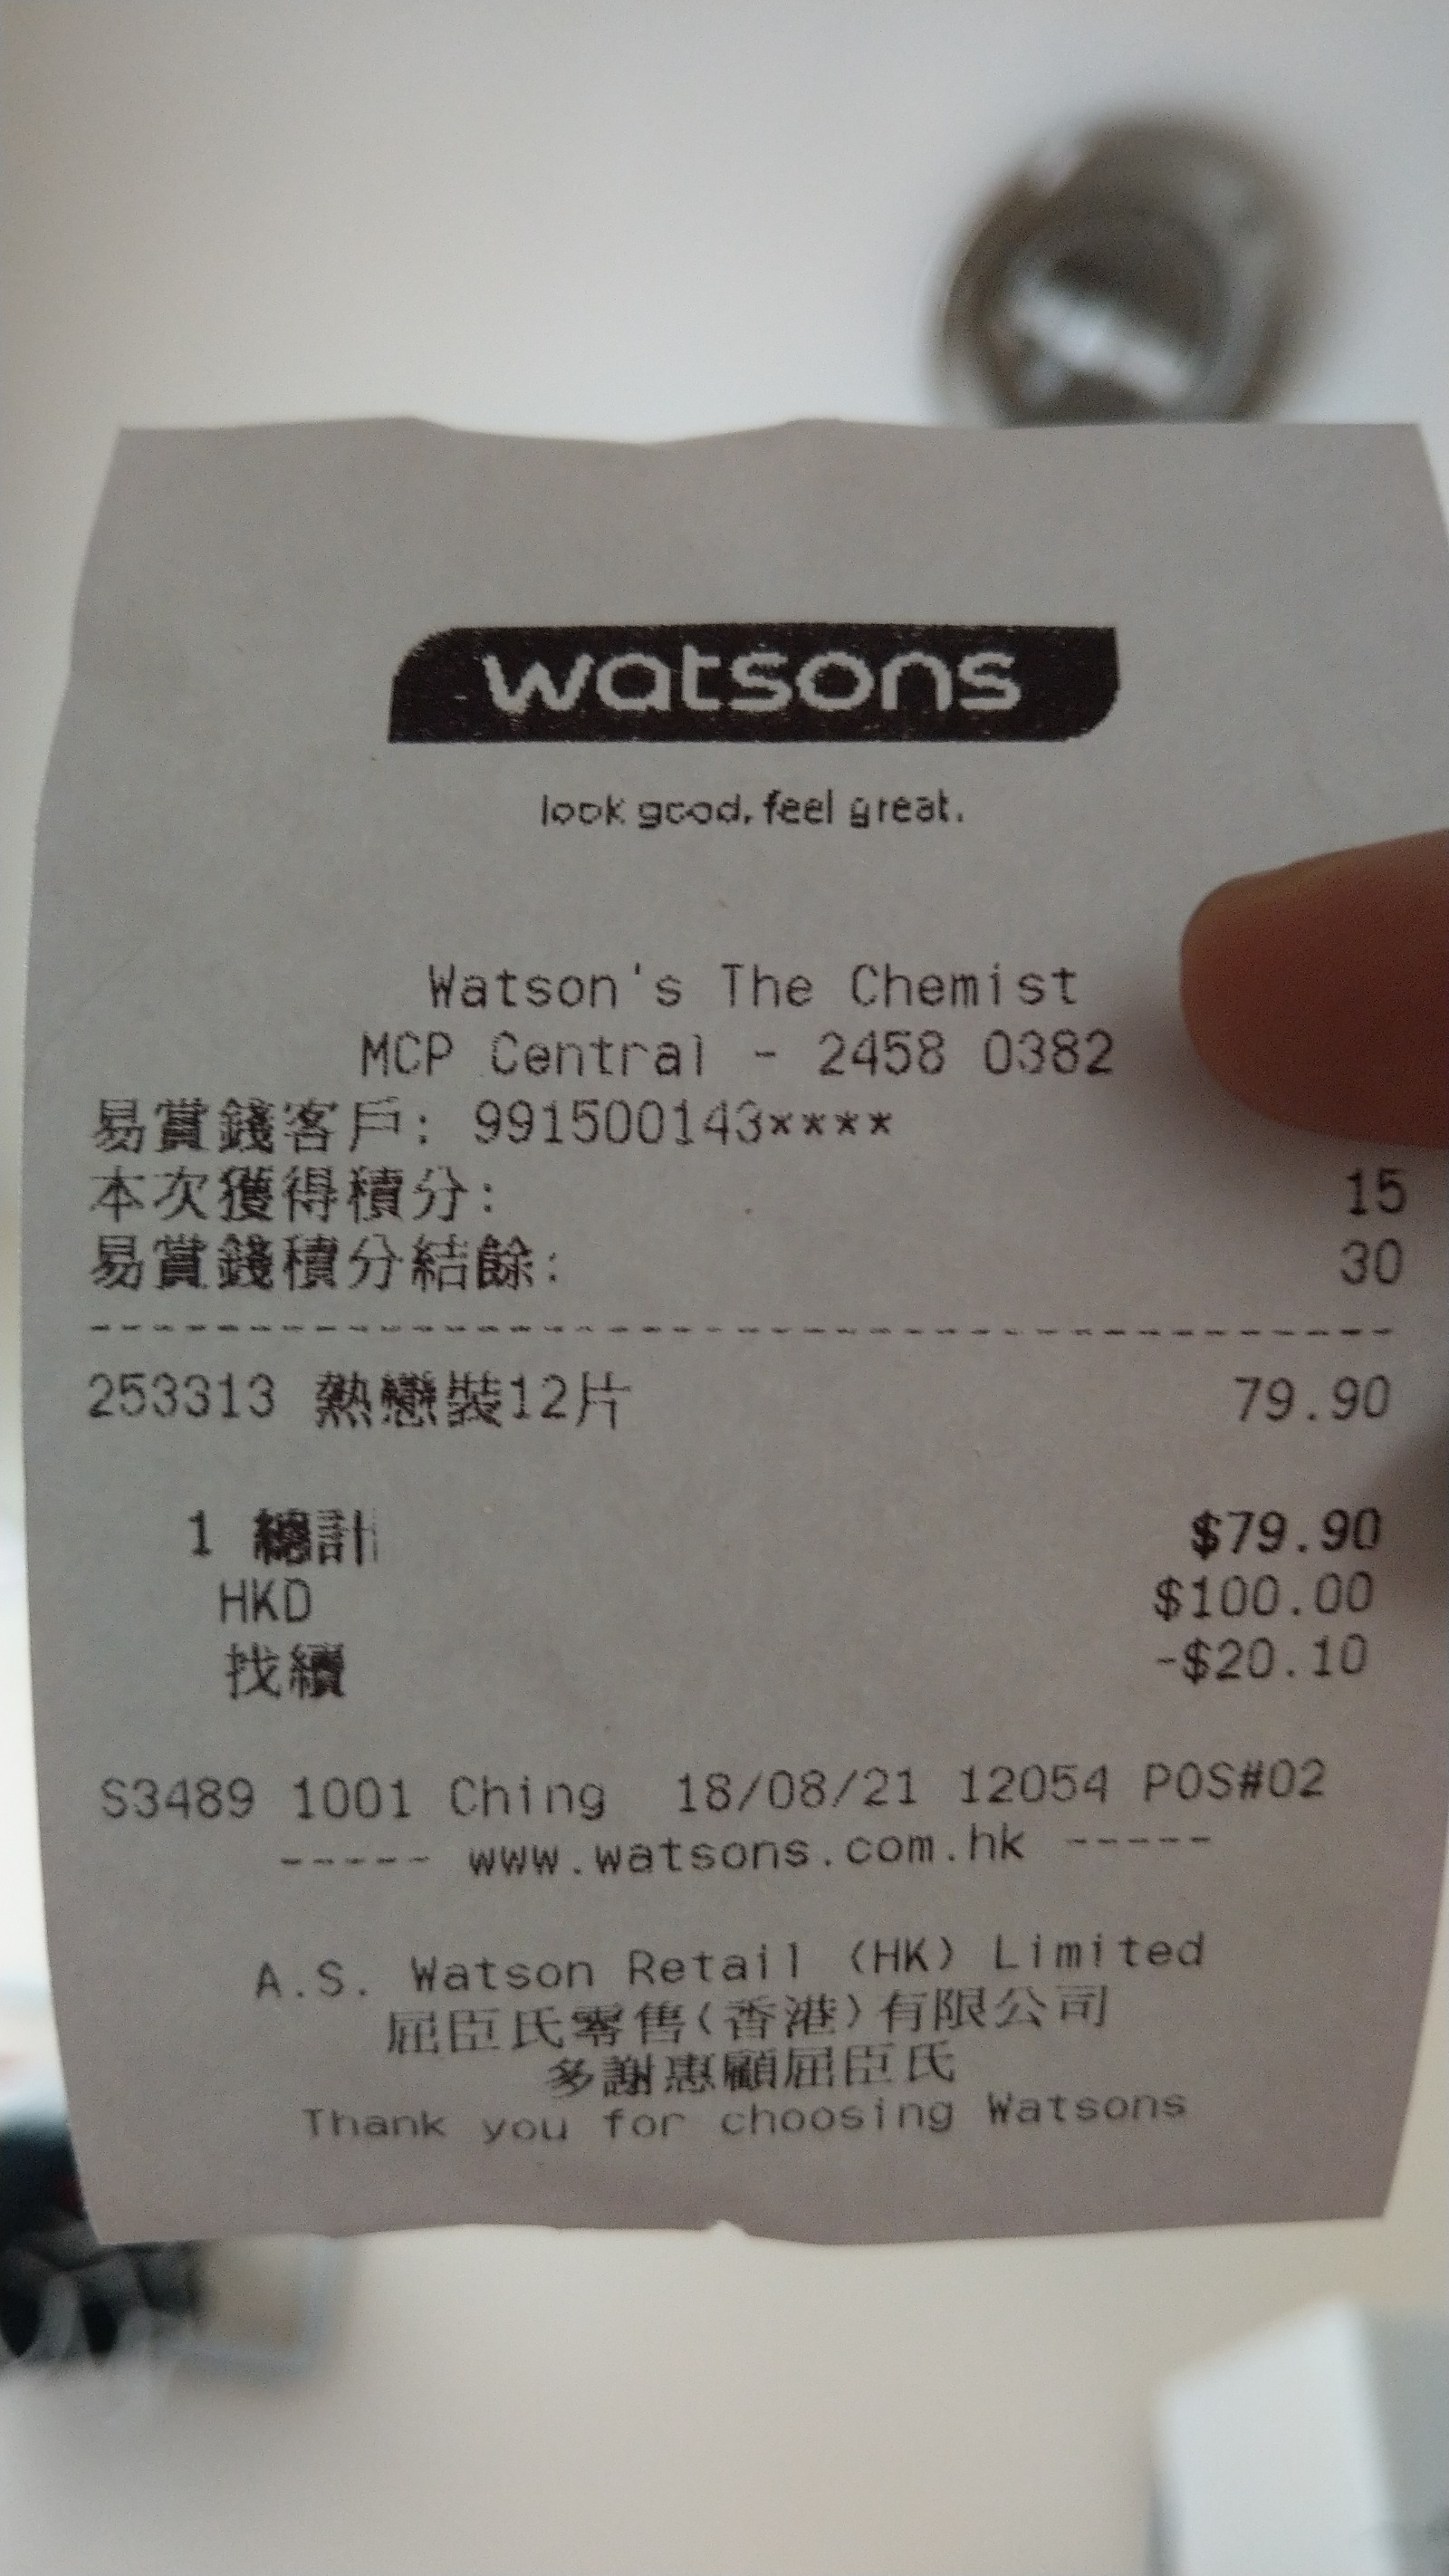 watsons
look good. feel great.
Watson's The Chemist
MCP Central - 2458 0382
易賞錢客戶: 991500143****
本次獲得積分: 15
易賞錢積分結餘: 30
--------------------------------
253313 熱戀裝12片 79.90
1 總計 $79.90
HKD $100.00
找續 -$20.10
S3489 1001 Ching 18/08/21 12054 POS#02
----- www.watsons.com.hk -----
A.S. Watson Retail (HK) Limited
屈臣氏零售(香港)有限公司
多謝惠顧屈臣氏
Thank you for choosing Watsons